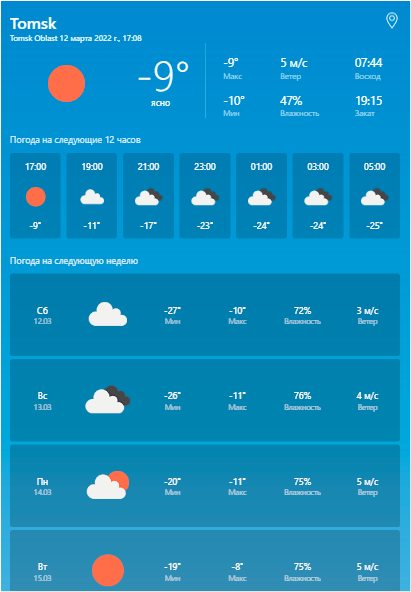 Tomsk
Tomsk Oblast 12 марта 2022 г., 17:08
-9°
ясно
-9° 5 м/с 07:44
Макс Ветер Восход
-10° 47% 19:15
Мин Влажность Закат
Погода на следующие 12 часов
17:00 19:00 21:00 23:00 01:00 03:00 05:00
-9° -11° -17° -23° -24° -24° -25°
Погода на следующую неделю
Сб -27° -10° 72% 3 м/с
12.03 Мин Макс Влажность Ветер
Вс -26° -11° 76% 4 м/с
13.03 Мин Макс Влажность Ветер
Пн -20° -11° 75% 5 м/с
14.03 Мин Макс Влажность Ветер
Вт -19° -8° 75% 5 м/с
15.03 Мин Макс Влажность Ветер